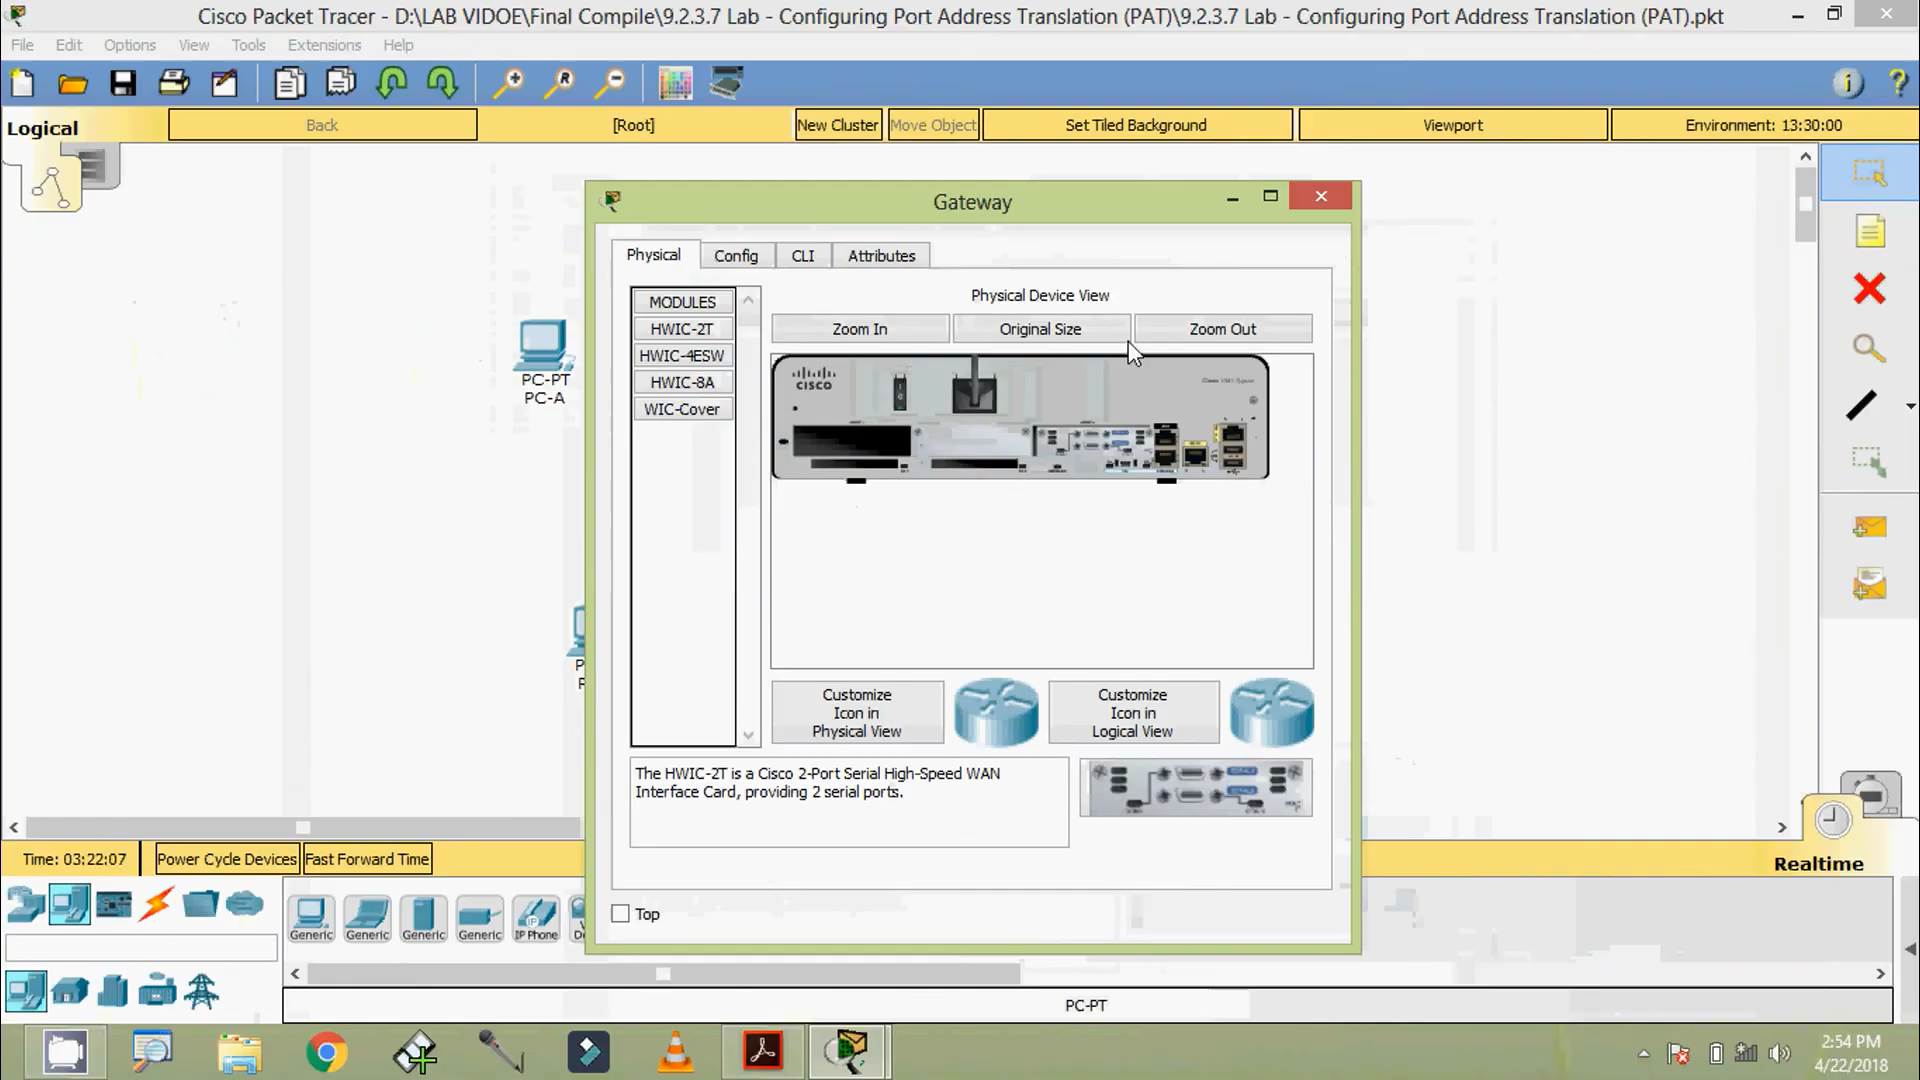 Cisco Packet Tracer - D:\LAB VIDOE\Final Compile\9.2.3.7 Lab - Configuring Port Address Translation (PAT)\9.2.3.7 Lab - Configuring Port Address Translation (PAT).pkt
File Edit Options View Tools Extensions Help
Logical Back [Root] New Cluster Move Object Set Tiled Background Viewport Environment: 13:30:00
Gateway
Physical Config CLI Attributes
MODULES
HWIC-2T
HWIC-4ESW
HWIC-8A
WIC-Cover
Physical Device View
Zoom In Original Size Zoom Out
CISCO
PC-PT
PC-A
Customize
Icon in
Physical View
Customize
Icon in
Logical View
The HWIC-2T is a Cisco 2-Port Serial High-Speed WAN
Interface Card, providing 2 serial ports.
Top
Time: 03:22:07 Power Cycle Devices Fast Forward Time
Realtime
Generic Generic Generic Generic IP Phone
PC-PT
2:54 PM
4/22/2018